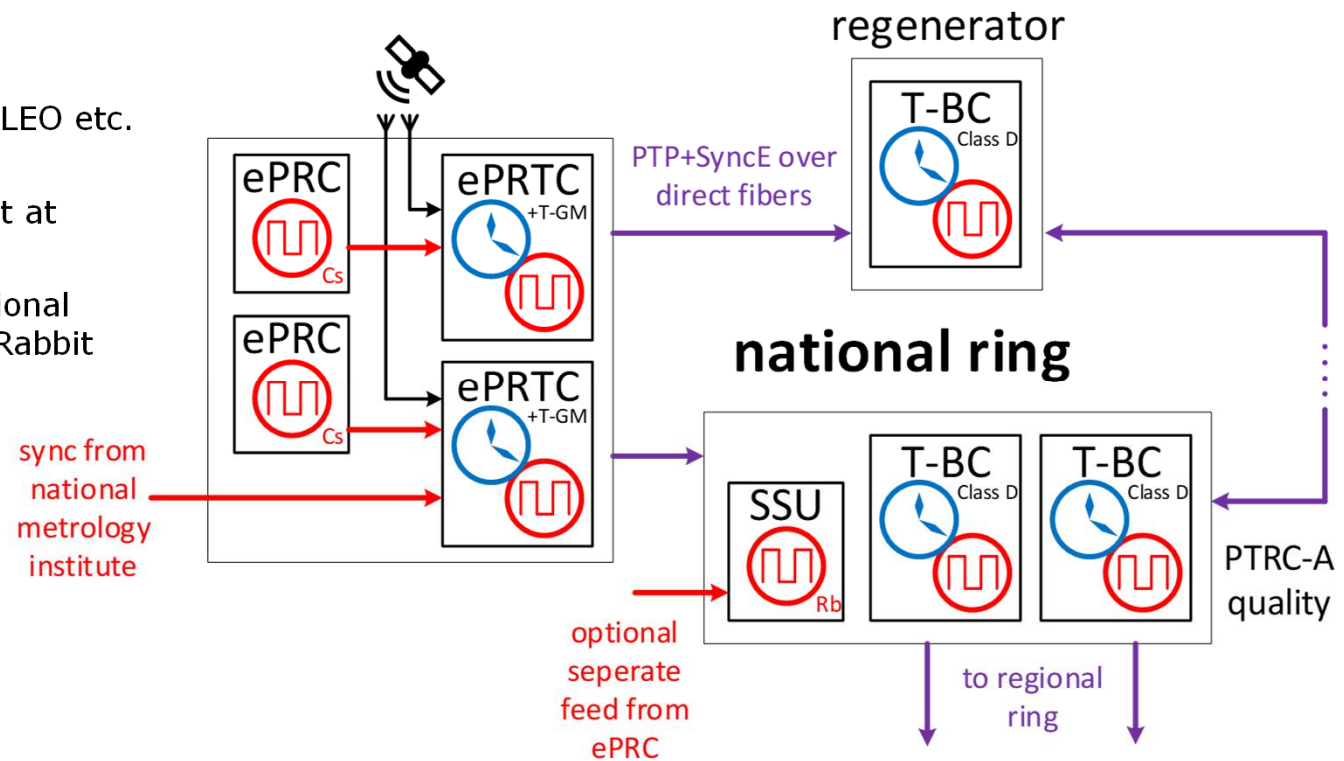 LEO etc.
t at
ional
Rabbit
ePRC
Cs
ePRC
Cs
ePRTC
+T-GM
ePRTC
+T-GM
sync from
national
metrology
institute
PTP+SyncE over
direct fibers
regenerator
T-BC
Class D
national ring
SSU
Rb
T-BC
Class D
T-BC
Class D
PTRC-A
quality
optional
seperate
feed from
ePRC
to regional
ring